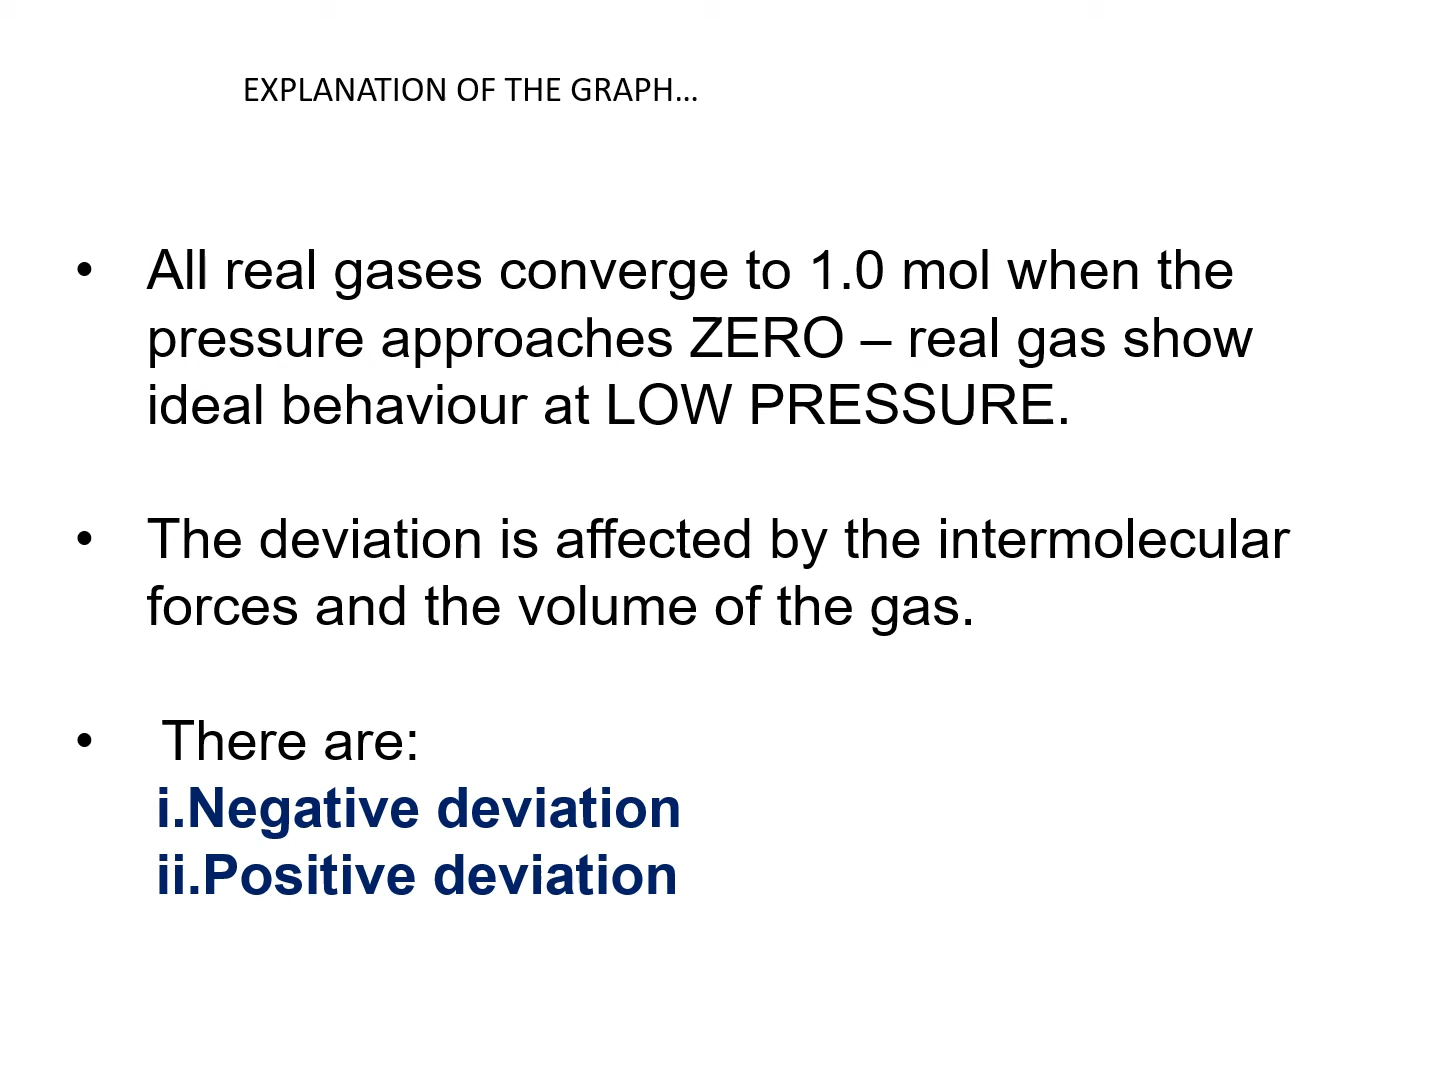 EXPLANATION OF THE GRAPH...
• All real gases converge to 1.0 mol when the
pressure approaches ZERO – real gas show
ideal behaviour at LOW PRESSURE.
• The deviation is affected by the intermolecular
forces and the volume of the gas.
• There are:
i.Negative deviation
ii.Positive deviation